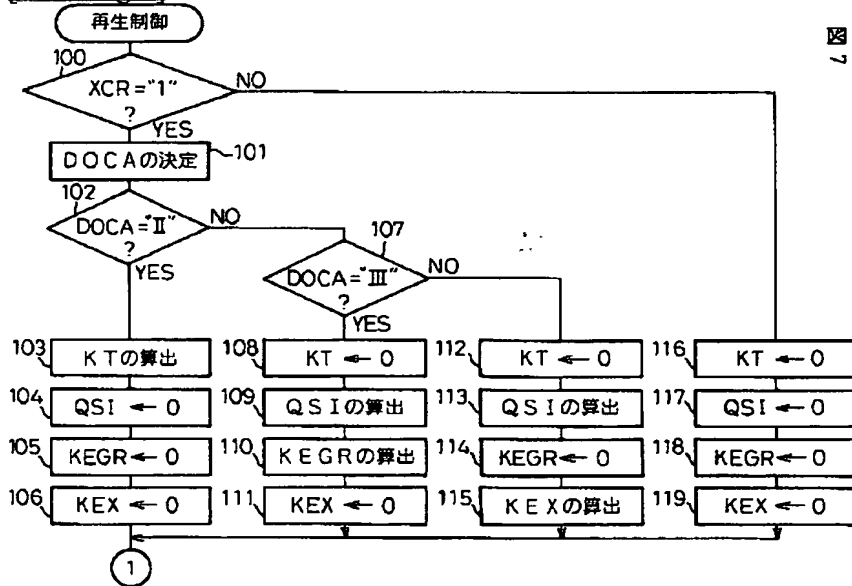 再生制御
図7
100
XCR="1"
?
NO
YES
DOCAの決定
101
102
DOCA="II"
?
NO
YES
107
DOCA="III"
?
NO
YES
103
KTの算出
104
QSI ← 0
105
KEGR ← 0
106
KEX ← 0
108
KT ← 0
109
QSIの算出
110
KEGRの算出
111
KEX ← 0
112
KT ← 0
113
QSIの算出
114
KEGR ← 0
115
KEXの算出
116
KT ← 0
117
QSI ← 0
118
KEGR ← 0
119
KEX ← 0
1